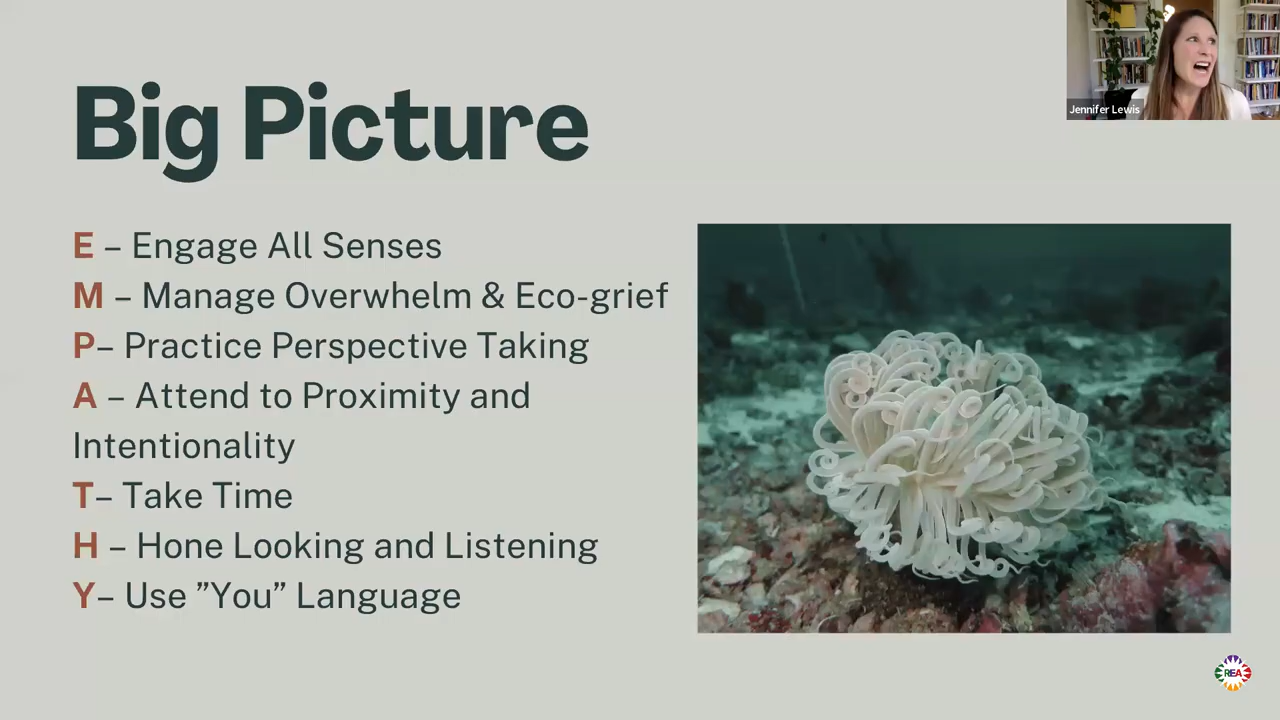 Jennifer Lewis
Big Picture
E – Engage All Senses
M – Manage Overwhelm & Eco-grief
P– Practice Perspective Taking
A – Attend to Proximity and
Intentionality
T– Take Time
H – Hone Looking and Listening
Y– Use ”You” Language
REA